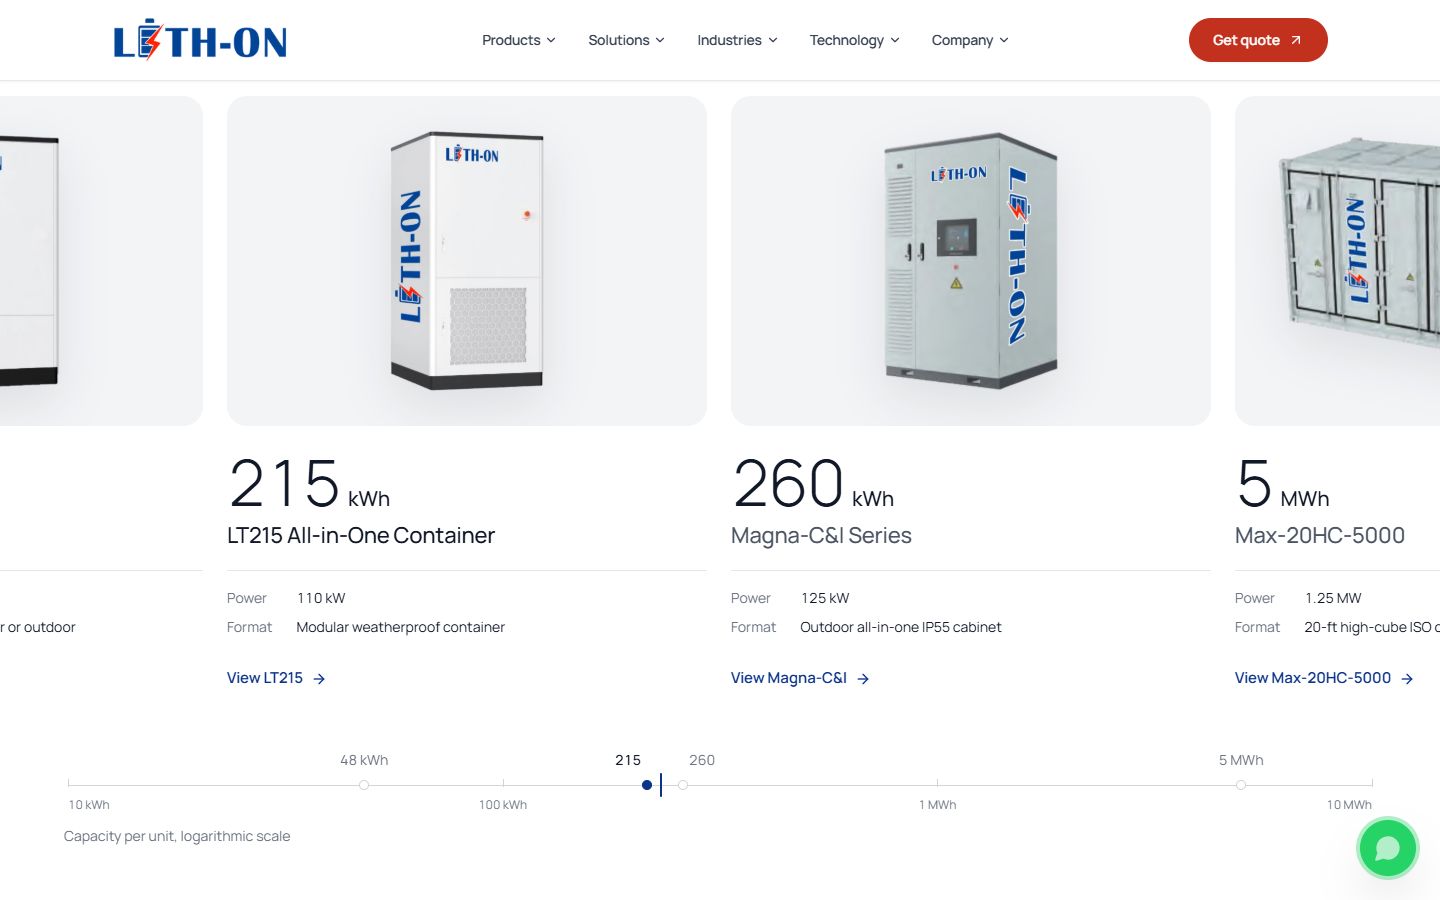 LITH-ON
Products
Solutions
Industries
Technology
Company
Get quote
LITH-ON
LITH-ON
LITH-ON
LITH-ON
LITH-ON
215 kWh
LT215 All-in-One Container
Power 110 kW
Format Modular weatherproof container
View LT215
260 kWh
Magna-C&I Series
Power 125 kW
Format Outdoor all-in-one IP55 cabinet
View Magna-C&I
5 MWh
Max-20HC-5000
Power 1.25 MW
Format 20-ft high-cube ISO
View Max-20HC-5000
r or outdoor
48 kWh
215
260
5 MWh
10 kWh
100 kWh
1 MWh
10 MWh
Capacity per unit, logarithmic scale